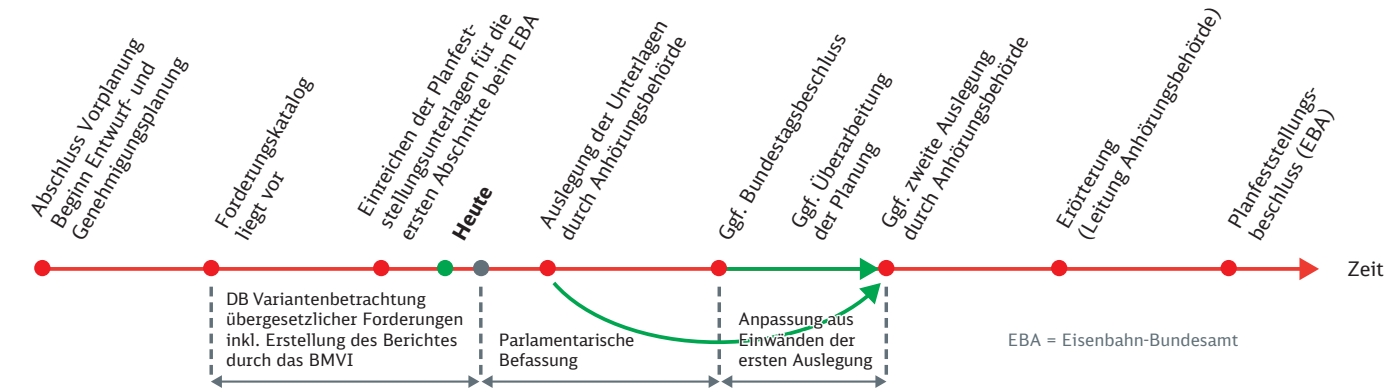 Abschluss Vorplanung
Beginn Entwurf- und
Genehmigungsplanung
Forderungskatalog
liegt vor
Einreichen der Planfest-
stellungsunterlagen für die
ersten Abschnitte beim EBA
Heute
Auslegung der Unterlagen
durch Anhörungsbehörde
Ggf. Bundestagsbeschluss
Ggf. Überarbeitung
der Planung
Ggf. zweite Auslegung
durch Anhörungsbehörde
Erörterung
(Leitung Anhörungsbehörde)
Planfeststellungs-
beschluss (EBA)
Zeit
DB Variantenbetrachtung
übergesetzlicher Forderungen
inkl. Erstellung des Berichtes
durch das BMVI
Parlamentarische
Befassung
Anpassung aus
Einwänden der
ersten Auslegung
EBA = Eisenbahn-Bundesamt